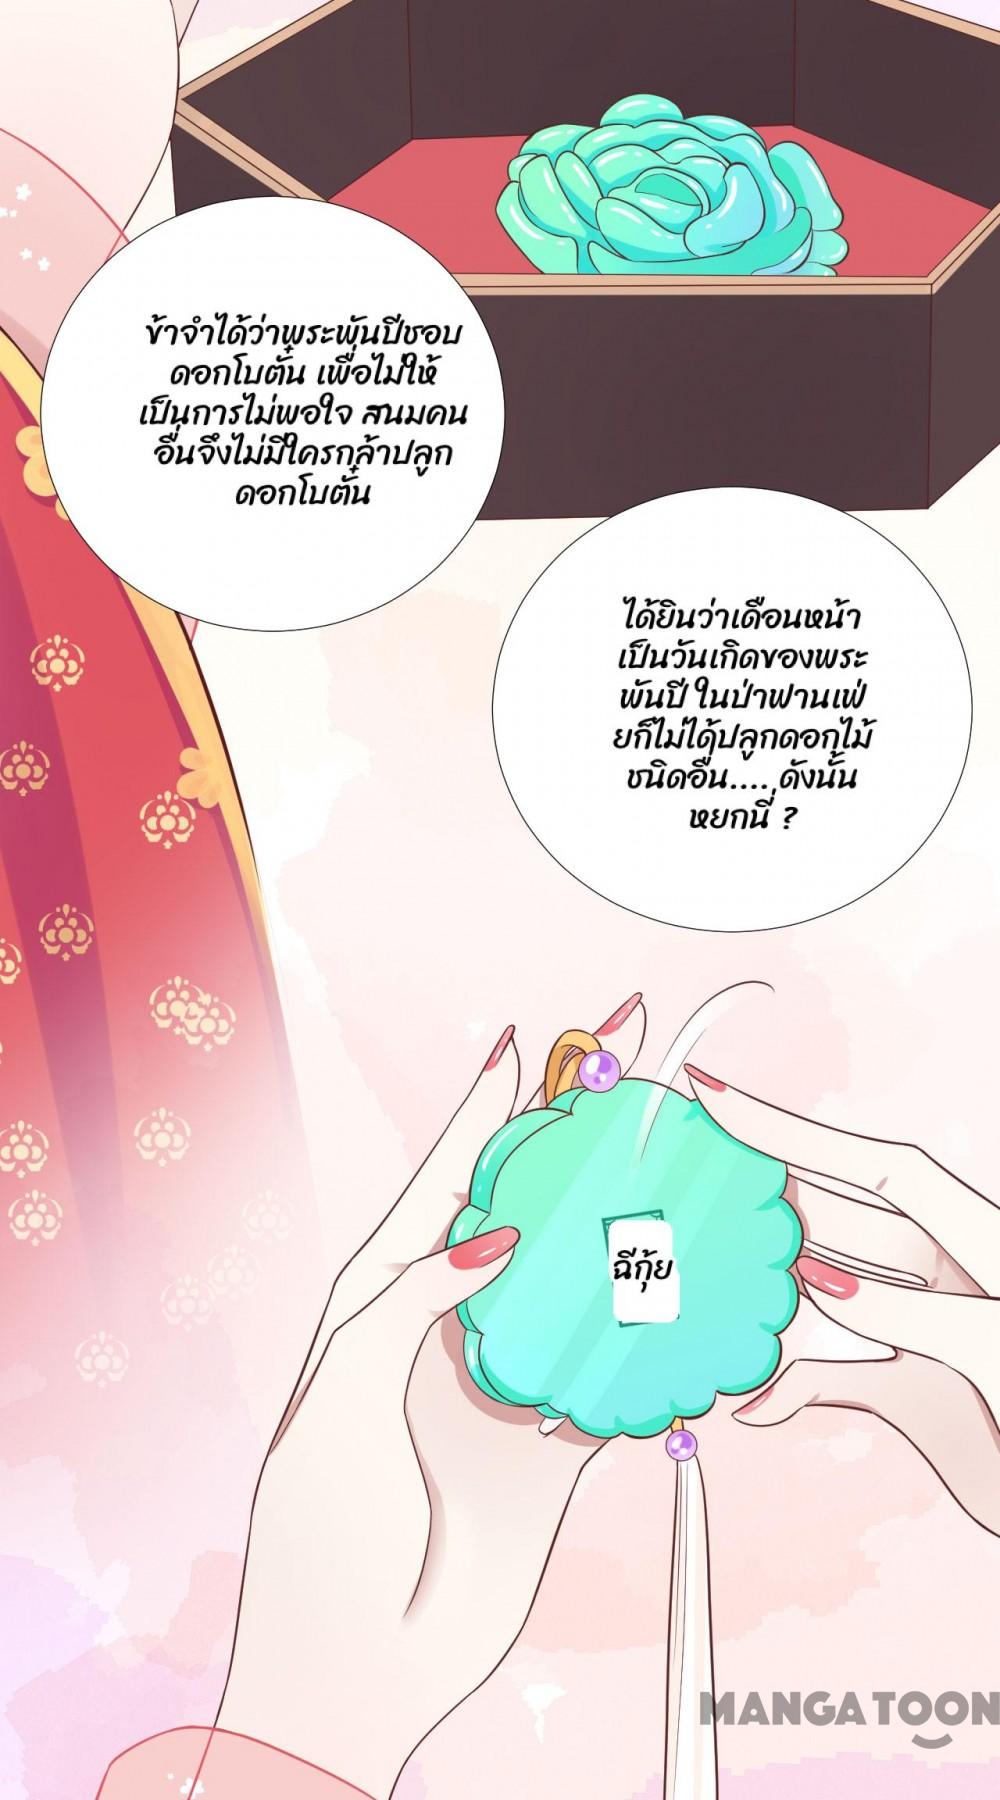 ข้าจำได้ว่าพระพันปีชอบ
ดอกโบตั๋น เพื่อไม่ให้
เป็นการไม่พอใจ สนมคน
อื่นจึงไม่มีใครกล้าปลูก
ดอกโบตั๋น
ได้ยินว่าเดือนหน้า
เป็นวันเกิดของพระ
พันปี ในป่าฟานเฟ่
ยก็ไม่ได้ปลูกดอกไม้
ชนิดอื่น.... ดังนั้น
หยกนี่ ?
ฉีกุ้ย
MANGATOON